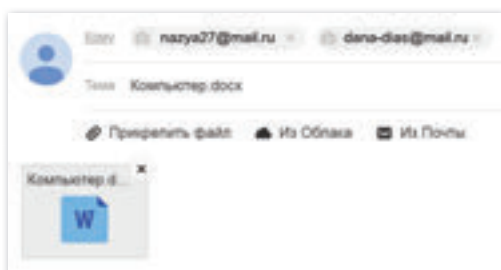 Кому nazya27@mail.ru × dana-dias@mail.ru ×
Тема Компьютер.docx
Прикрепить файл Из Облака Из Почты
Компьютер.d... ×
W